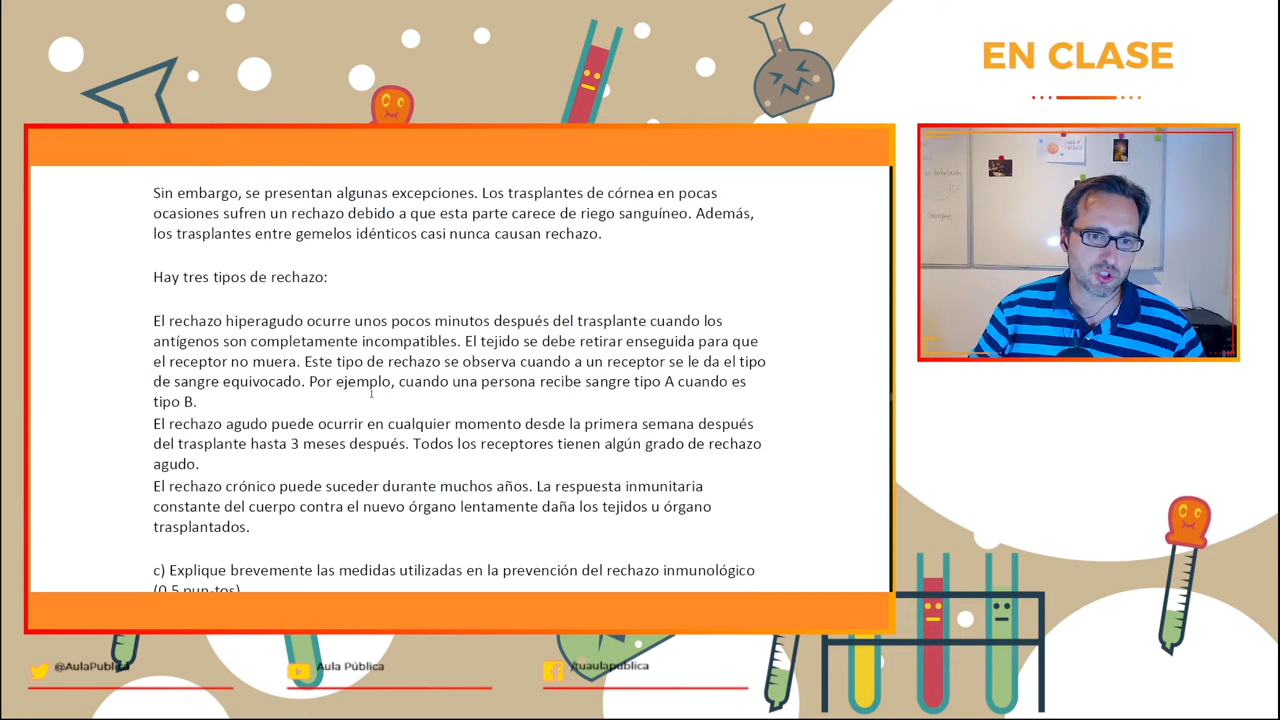 EN CLASE
Sin embargo, se presentan algunas excepciones. Los trasplantes de córnea en pocas
ocasiones sufren un rechazo debido a que esta parte carece de riego sanguíneo. Además,
los trasplantes entre gemelos idénticos casi nunca causan rechazo.
Hay tres tipos de rechazo:
El rechazo hiperagudo ocurre unos pocos minutos después del trasplante cuando los
antígenos son completamente incompatibles. El tejido se debe retirar enseguida para que
el receptor no muera. Este tipo de rechazo se observa cuando a un receptor se le da el tipo
de sangre equivocado. Por ejemplo, cuando una persona recibe sangre tipo A cuando es
tipo B.
El rechazo agudo puede ocurrir en cualquier momento desde la primera semana después
del trasplante hasta 3 meses después. Todos los receptores tienen algún grado de rechazo
agudo.
El rechazo crónico puede suceder durante muchos años. La respuesta inmunitaria
constante del cuerpo contra el nuevo órgano lentamente daña los tejidos u órgano
trasplantados.
c) Explique brevemente las medidas utilizadas en la prevención del rechazo inmunológico
(0,5 pun-tos)
@AulaPublica
Aula Pública
/tuaulapublica